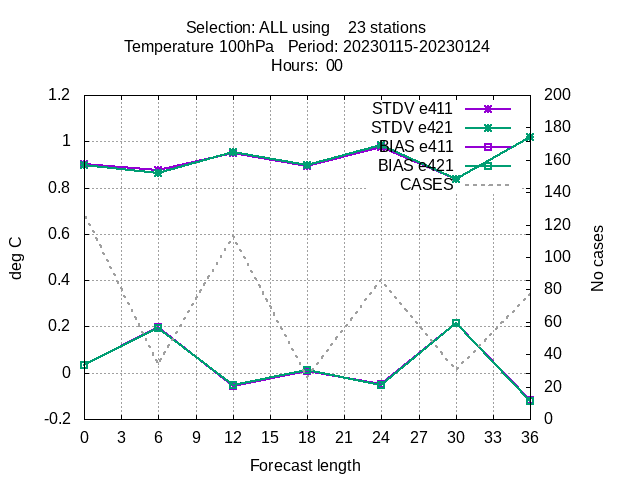 Selection: ALL using 23 stations
Temperature 100hPa Period: 20230115-20230124
Hours: 00
STDV e411
STDV e421
BIAS e411
BIAS e421
CASES
1.2
1
0.8
0.6
0.4
0.2
0
-0.2
deg C
200
180
160
140
120
100
80
60
40
20
0
No cases
0 3 6 9 12 15 18 21 24 27 30 33 36
Forecast length